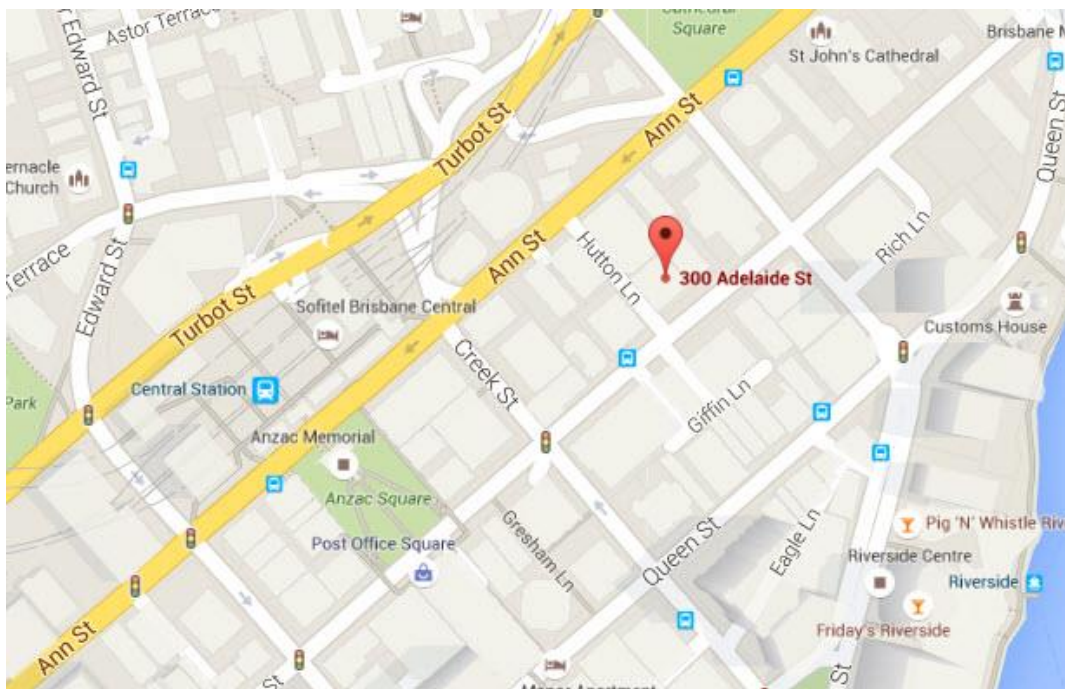 Cathedral
Square
Astor Terrace
St John's Cathedral
Brisbane M
Edward St
Turbot St
Ann St
Queen St
ernacle
Church
Terrace
Edward St
Turbot St
Sofitel Brisbane Central
Ann St
Hutton Ln
300 Adelaide St
Rich Ln
Customs House
Central Station
Creek St
Giffin Ln
Park
Anzac Memorial
Anzac Square
Post Office Square
Gresham Ln
Queen St
Eagle Ln
Pig 'N' Whistle Riv
Riverside Centre
Riverside
Friday's Riverside
Ann St
St
St